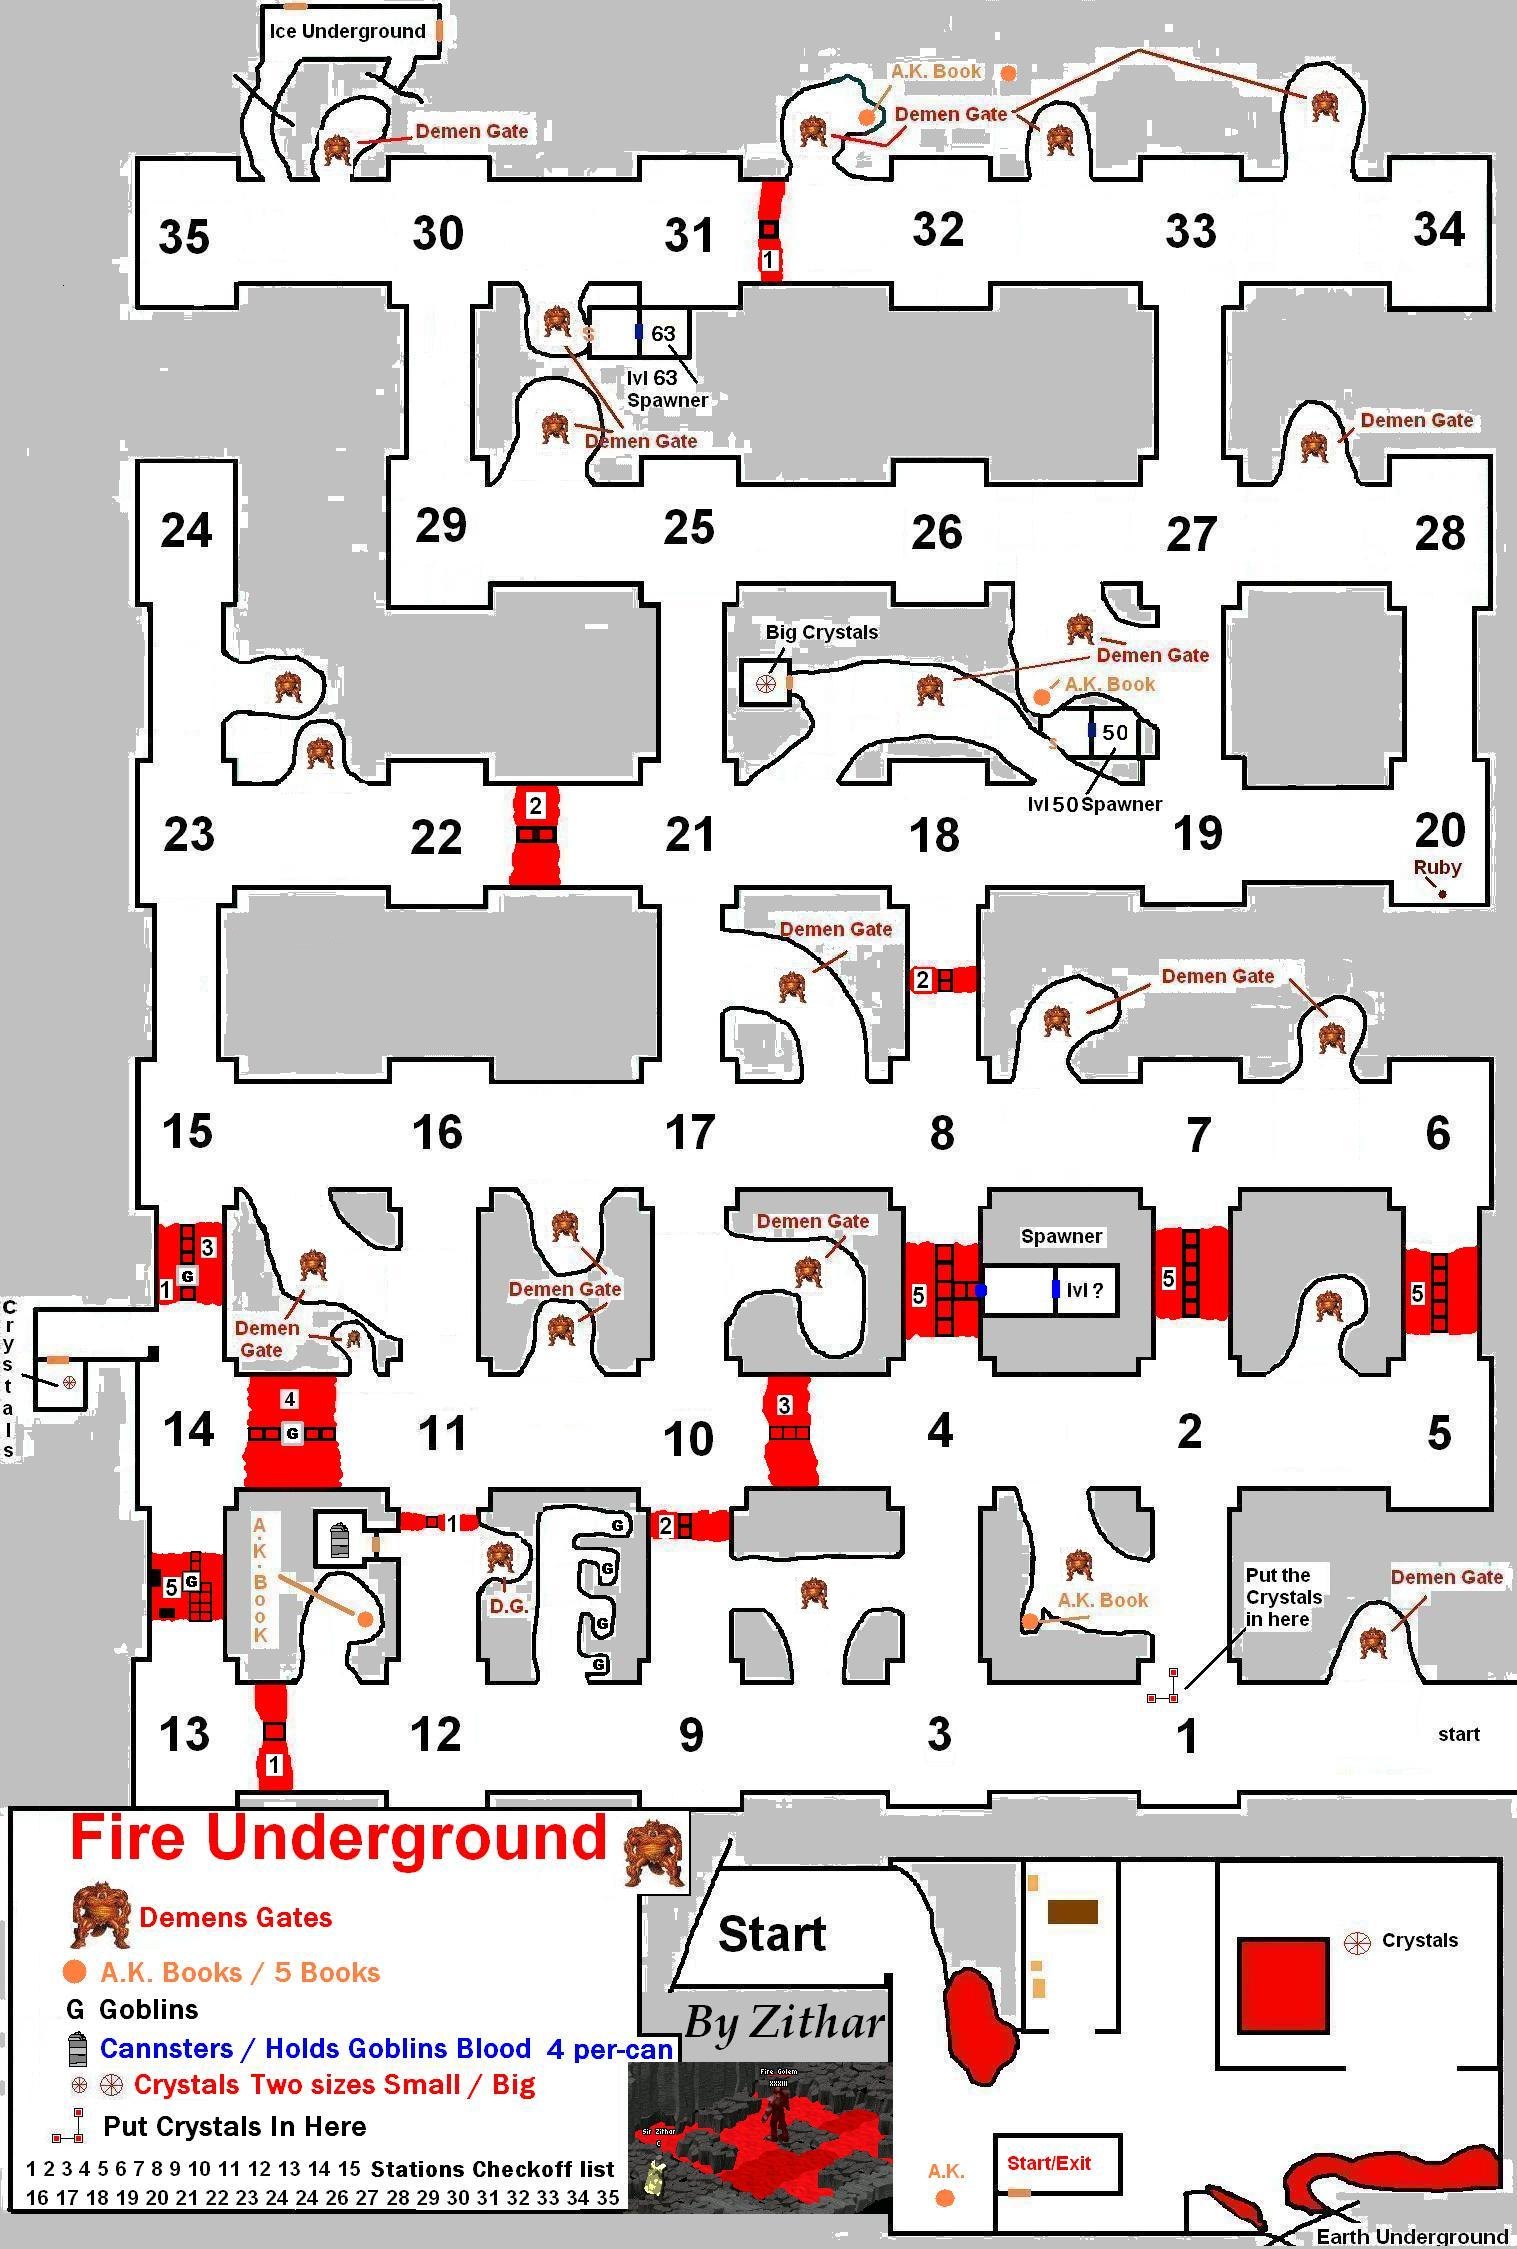 Ice Underground
A.K. Book
Demen Gate
Demen Gate
35
30
31
32
33
34
1
S
63
lvl 63
Spawner
Demen Gate
Demen Gate
24
29
25
26
27
28
Big Crystals
Demen Gate
A.K. Book
S
50
lvl 50 Spawner
2
23
22
21
18
19
20
Ruby
Demen Gate
2
Demen Gate
15
16
17
8
7
6
3
G
1
Demen Gate
Spawner
5
lvl ?
5
5
Demen
Gate
Demen Gate
Crystals
4
G
3
14
11
10
4
2
5
1
2
G
5
G
A.K. BooK
D.G.
G
G
G
A.K. Book
Put the
Crystals
in here
Demen Gate
13
12
9
3
1
start
1
Fire Underground
Demens Gates
A.K. Books / 5 Books
G Goblins
Cannsters / Holds Goblins Blood 4 per-can
Crystals Two sizes Small / Big
Put Crystals In Here
1 2 3 4 5 6 7 8 9 10 11 12 13 14 15 Stations Checkoff list
16 17 18 19 20 21 22 23 24 24 26 27 28 29 30 31 32 33 34 35
Start
By Zithar
Fire Golem
XXXIII
Sir Zithar
C
Crystals
A.K.
Start/Exit
Earth Underground